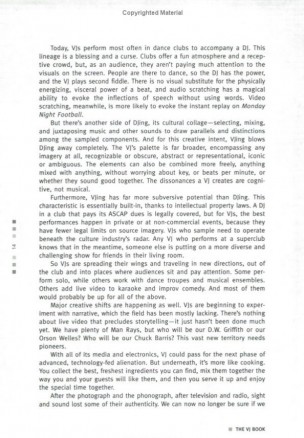 Copyrighted Material
Today, VJs perform most often in dance clubs to accompany a DJ. This
lineage is a blessing and a curse. Clubs offer a fun atmosphere and a recep-
tive crowd, but, as an audience, they aren't paying much attention to the
visuals on the screen. People are there to dance, so the DJ has the power,
and the VJ plays second fiddle. There is no visual substitute for the physically
energizing, visceral power of a beat, and audio scratching has a magical
ability to evoke the inflections of speech without using words. Video
scratching, meanwhile, is more likely to evoke the instant replay on Monday
Night Football.
But there's another side of DJing, its cultural collage—selecting, mixing,
and juxtaposing music and other sounds to draw parallels and distinctions
among the sampled components. And for this creative intent, VJing blows
DJing away completely. The VJ's palette is far broader, encompassing any
imagery at all, recognizable or obscure, abstract or representational, iconic
or ambiguous. The elements can also be combined more freely, anything
mixed with anything, without worrying about key, or beats per minute, or
whether they sound good together. The dissonances a VJ creates are cogni-
tive, not musical.
Furthermore, VJing has far more subversive potential than DJing. This
characteristic is essentially built-in, thanks to intellectual property laws. A DJ
in a club that pays its ASCAP dues is legally covered, but for VJs, the best
performances happen in private or at non-commercial events, because they
have fewer legal limits on source imagery. VJs who sample need to operate
beneath the culture industry's radar. Any VJ who performs at a superclub
knows that in the meantime, someone else is putting on a more diverse and
challenging show for friends in their living room.
So VJs are spreading their wings and traveling in new directions, out of
the club and into places where audiences sit and pay attention. Some per-
form solo, while others work with dance troupes and musical ensembles.
Others add live video to karaoke and improv comedy. And most of them
would probably be up for all of the above.
Major creative shifts are happening as well. VJs are beginning to exper-
iment with narrative, which the field has been mostly lacking. There's nothing
about live video that precludes storytelling—it just hasn't been done much
yet. We have plenty of Man Rays, but who will be our D.W. Griffith or our
Orson Welles? Who will be our Chuck Barris? This vast new territory needs
pioneers.
With all of its media and electronics, VJ could pass for the next phase of
advanced, technology-fed alienation. But underneath, it's more like cooking.
You collect the best, freshest ingredients you can find, mix them together the
way you and your guests will like them, and then you serve it up and enjoy
the special time together.
After the photograph and the phonograph, after television and radio, sight
and sound lost some of their authenticity. We can now no longer be sure if we
THE VJ BOOK